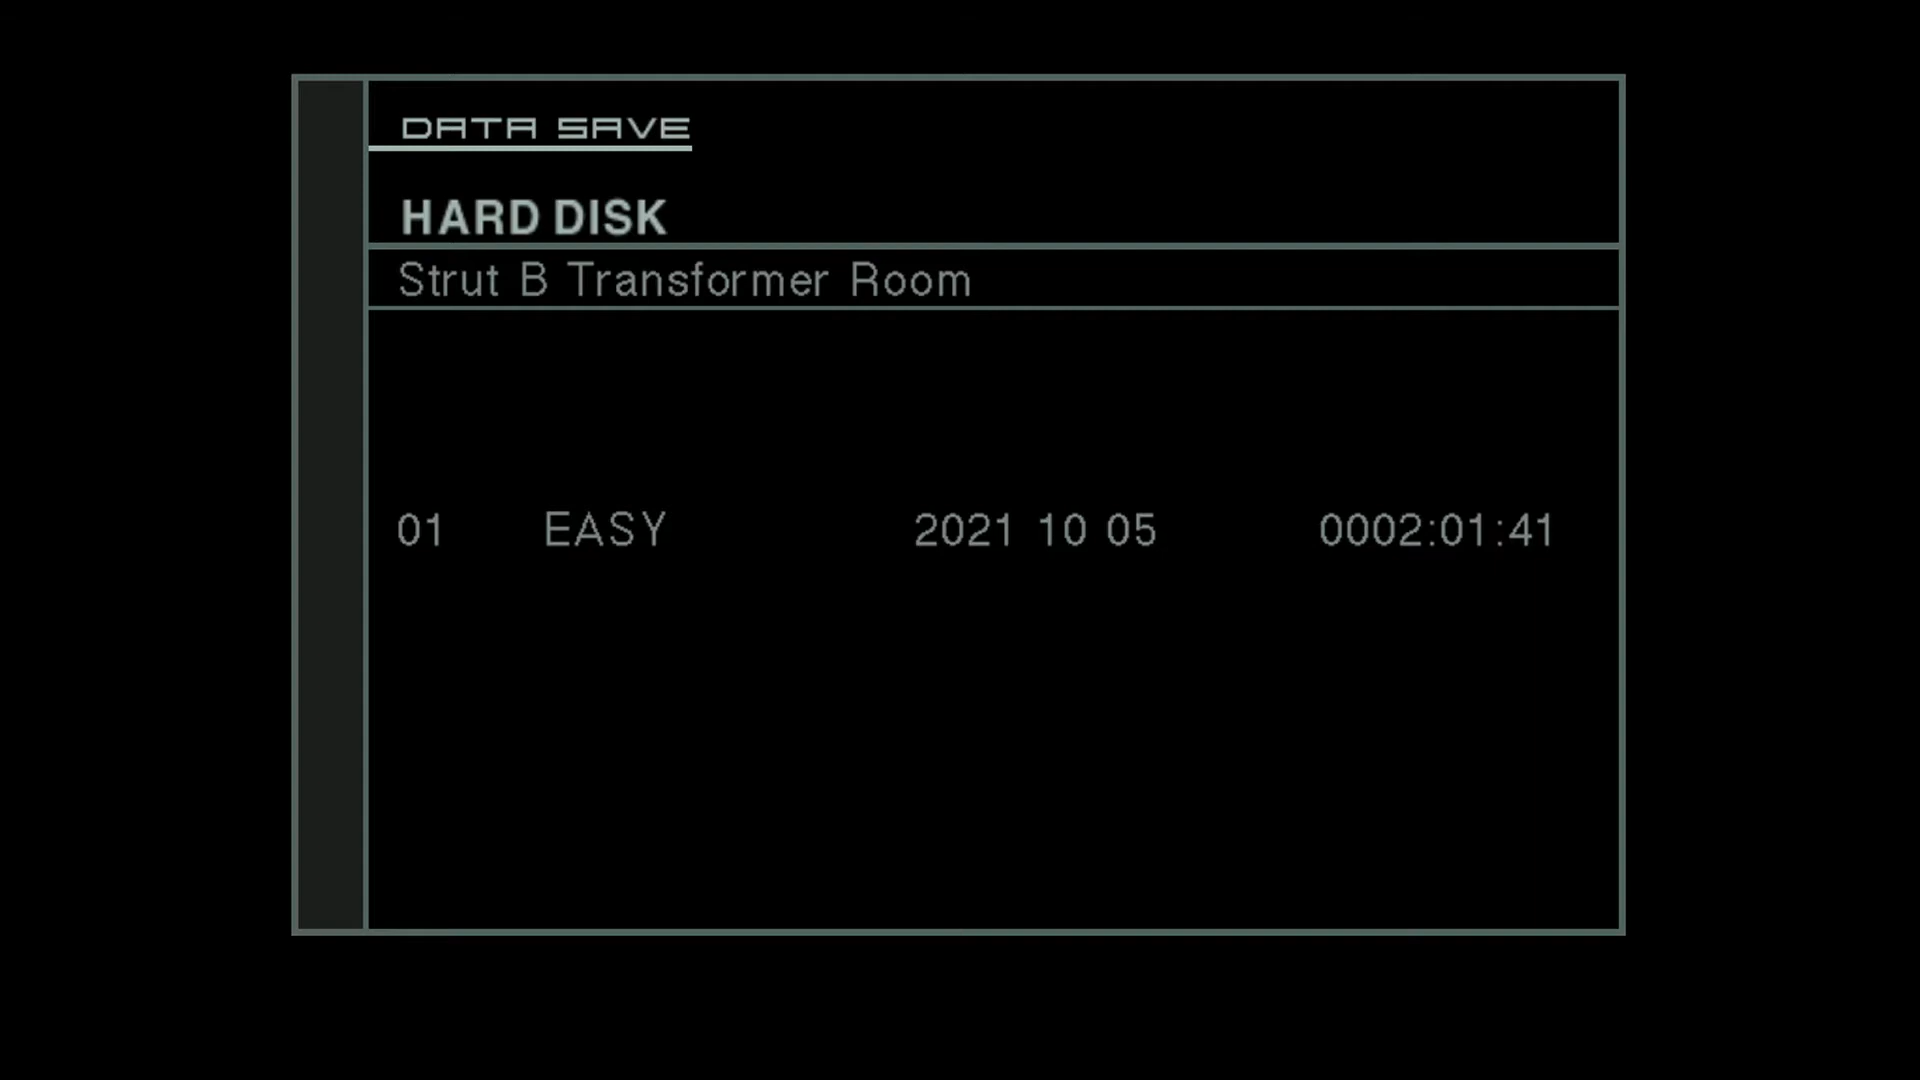 DATA SAVE
HARD DISK
Strut B Transformer Room
01 EASY 2021 10 05 0002:01:41